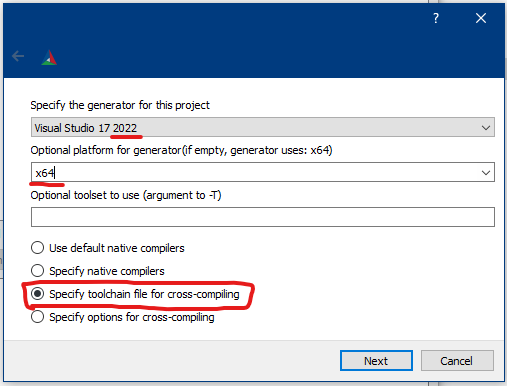 ?
Specify the generator for this project
Visual Studio 17 2022
Optional platform for generator(if empty, generator uses: x64)
x64
Optional toolset to use (argument to -T)
Use default native compilers
Specify native compilers
Specify toolchain file for cross-compiling
Specify options for cross-compiling
Next Cancel